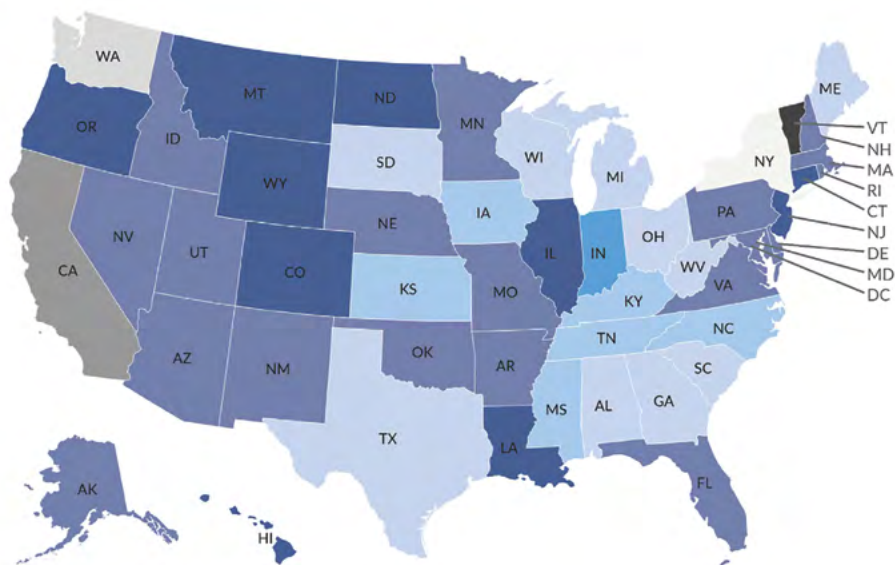 WA
MT
ND
MN
ME
VT
OR
ID
SD
WI
NH
NY
MA
WY
MI
RI
IA
CT
NE
PA
NJ
NV
OH
DE
UT
IL
IN
MD
CO
WV
DC
CA
KS
MO
VA
KY
NC
TN
OK
AZ
NM
AR
SC
MS
AL
GA
TX
LA
AK
FL
HI